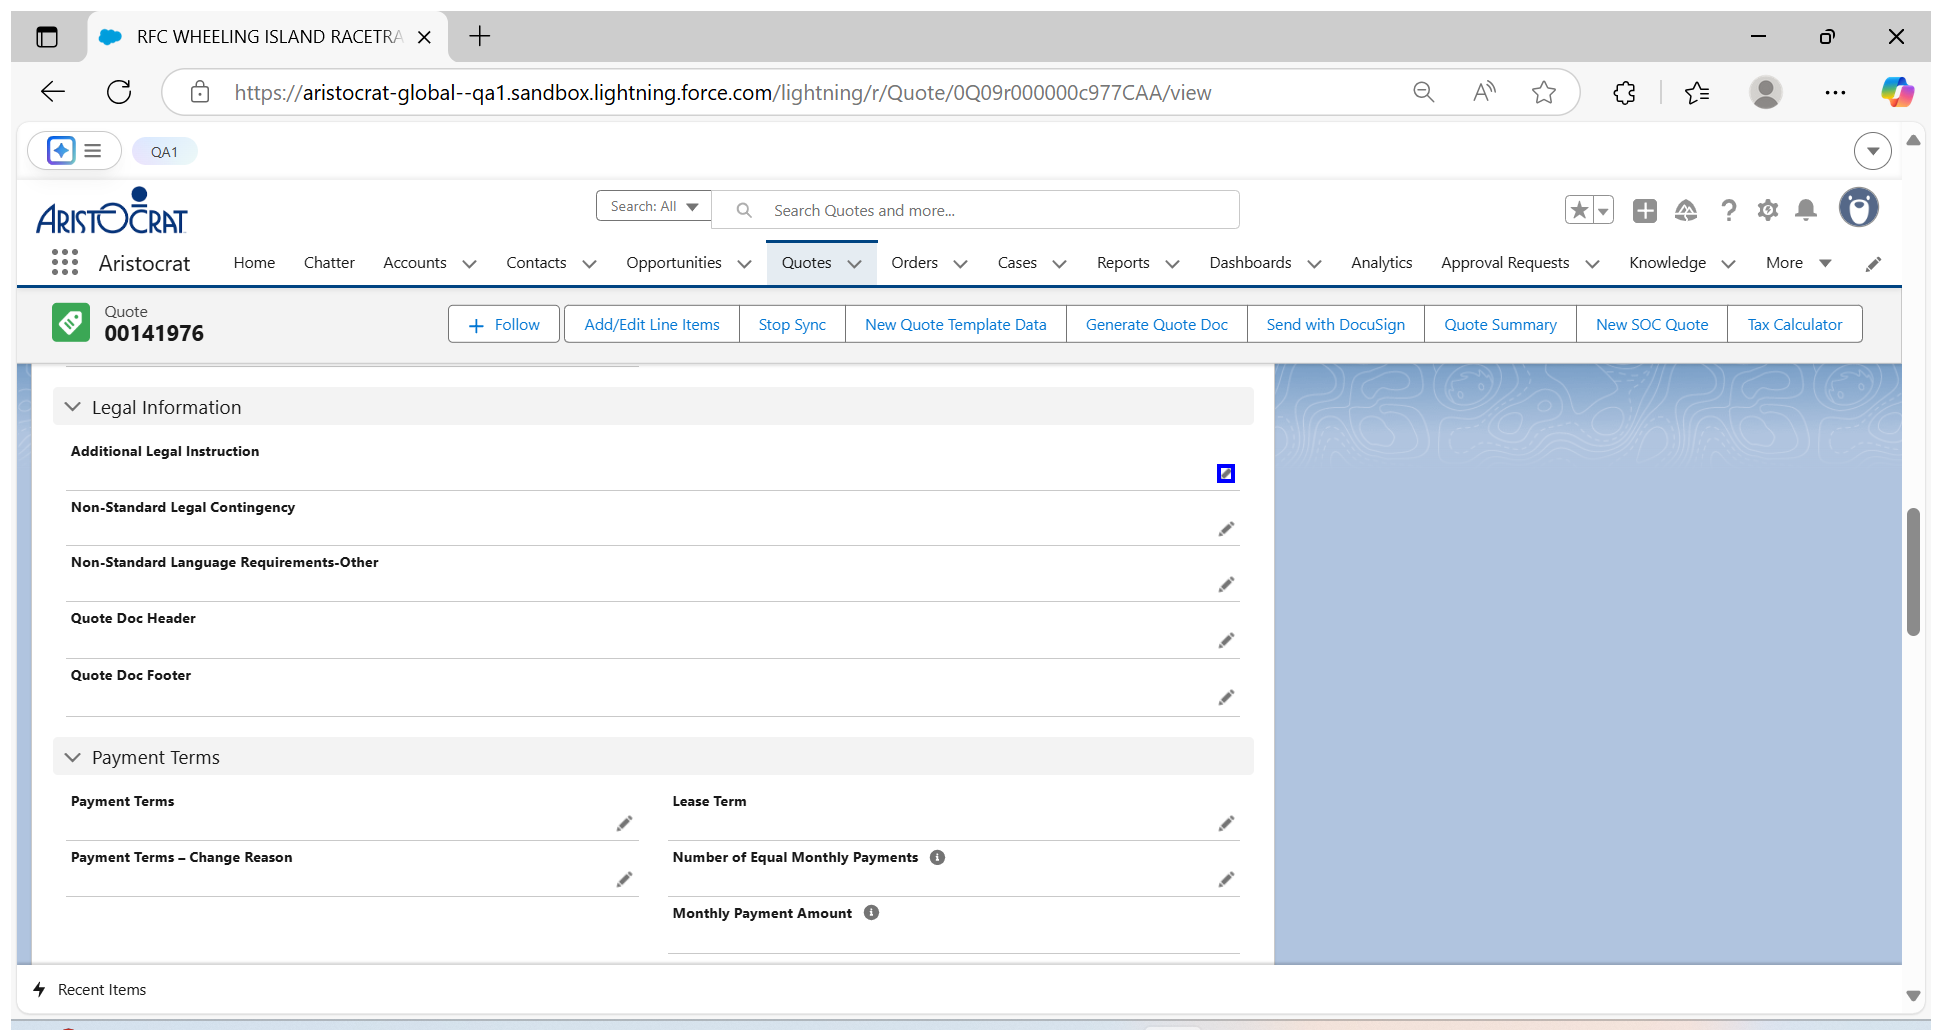 RFC WHEELING ISLAND RACETRA
https://aristocrat-global--qa1.sandbox.lightning.force.com/lightning/r/Quote/0Q09r000000c977CAA/view
QA1
ARISTOCRAT
Search: All
Search Quotes and more...
Aristocrat
Home
Chatter
Accounts
Contacts
Opportunities
Quotes
Orders
Cases
Reports
Dashboards
Analytics
Approval Requests
Knowledge
More
Quote
00141976
Follow
Add/Edit Line Items
Stop Sync
New Quote Template Data
Generate Quote Doc
Send with DocuSign
Quote Summary
New SOC Quote
Tax Calculator
Legal Information
Additional Legal Instruction
Non-Standard Legal Contingency
Non-Standard Language Requirements-Other
Quote Doc Header
Quote Doc Footer
Payment Terms
Payment Terms
Lease Term
Payment Terms – Change Reason
Number of Equal Monthly Payments
Monthly Payment Amount
Recent Items